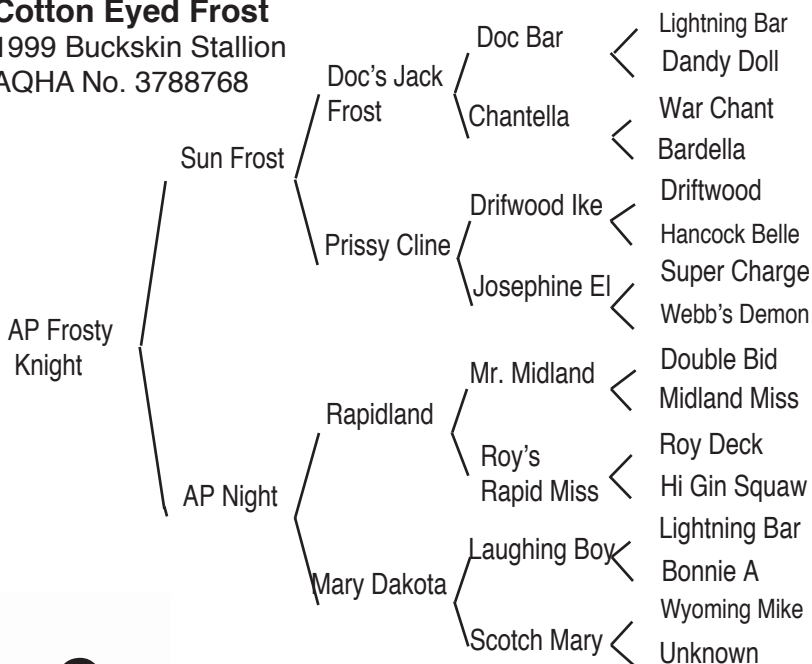 Cotton Eyed Frost
1999 Buckskin Stallion
AQHA No. 3788768
AP Frosty
Knight
Sun Frost
AP Night
Doc's Jack
Frost
Prissy Cline
Rapidland
Mary Dakota
Doc Bar
Chantella
Drifwood Ike
Josephine El
Mr. Midland
Roy's
Rapid Miss
Laughing Boy
Scotch Mary
Lightning Bar
Dandy Doll
War Chant
Bardella
Driftwood
Hancock Belle
Super Charge
Webb's Demon
Double Bid
Midland Miss
Roy Deck
Hi Gin Squaw
Lightning Bar
Bonnie A
Wyoming Mike
Unknown